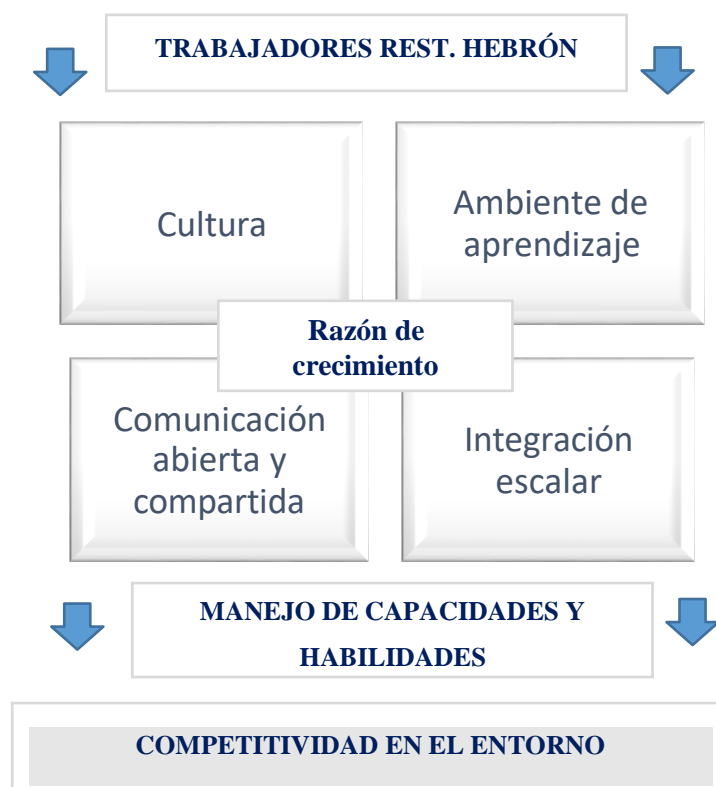 TRABAJADORES REST. HEBRÓN
Cultura
Ambiente de
aprendizaje
Razón de
crecimiento
Comunicación
abierta y
compartida
Integración
escalar
MANEJO DE CAPACIDADES Y
HABILIDADES
COMPETITIVIDAD EN EL ENTORNO